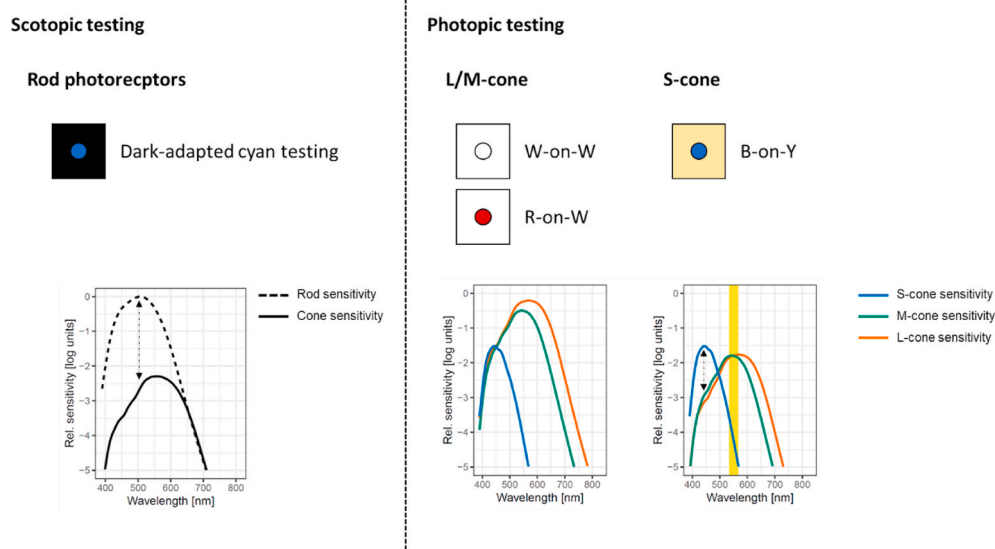 Scotopic testing
Rod photorecptors
Dark-adapted cyan testing
Rel. sensitivity [log units]
0
−1
−2
−3
−4
−5
400 500 600 700 800
Wavelength [nm]
Rod sensitivity
Cone sensitivity
Photopic testing
L/M-cone
W-on-W
R-on-W
S-cone
B-on-Y
Rel. sensitivity [log units]
0
−1
−2
−3
−4
−5
400 500 600 700 800
Wavelength [nm]
Rel. sensitivity [log units]
0
−1
−2
−3
−4
−5
400 500 600 700 800
Wavelength [nm]
S-cone sensitivity
M-cone sensitivity
L-cone sensitivity